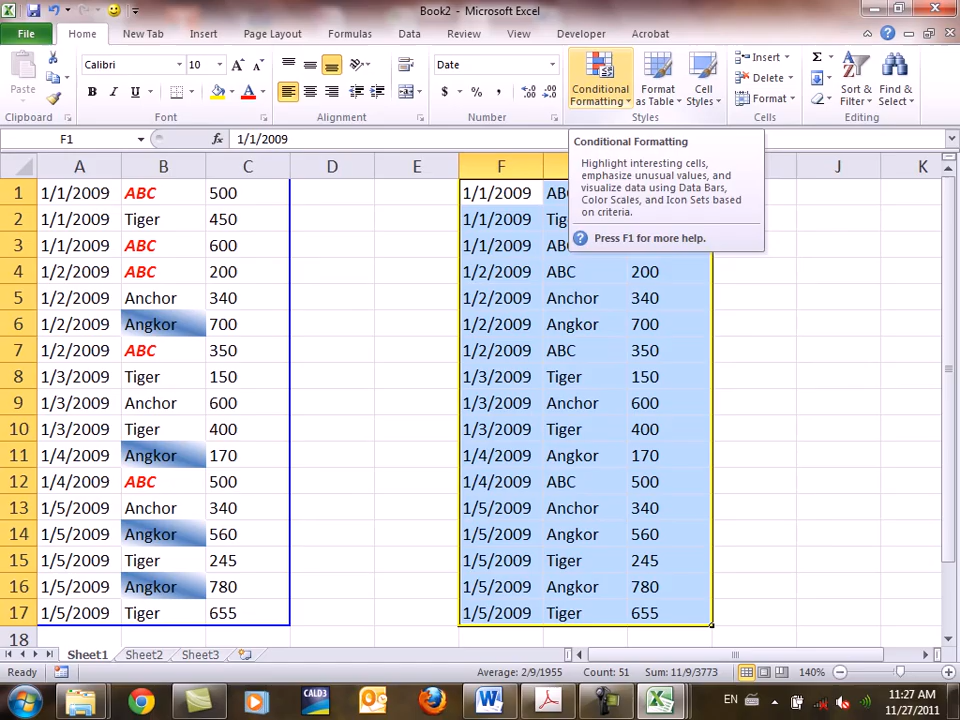 Book2 - Microsoft Excel
File Home New Tab Insert Page Layout Formulas Data Review View Developer Acrobat
Paste
Calibri 10
B I U
A
Date
$ % ,
Conditional Formatting
Format as Table
Cell Styles
Insert
Delete
Format
Σ
Sort & Filter
Find & Select
Clipboard Font Alignment Number Styles Cells Editing
F1 fx 1/1/2009
Conditional Formatting
Highlight interesting cells,
emphasize unusual values, and
visualize data using Data Bars,
Color Scales, and Icon Sets based
on criteria.
Press F1 for more help.
A B C D E F J K
1 1/1/2009 ABC 500 1/1/2009
2 1/1/2009 Tiger 450 1/1/2009
3 1/1/2009 ABC 600 1/1/2009
4 1/2/2009 ABC 200 1/2/2009 ABC 200
5 1/2/2009 Anchor 340 1/2/2009 Anchor 340
6 1/2/2009 Angkor 700 1/2/2009 Angkor 700
7 1/2/2009 ABC 350 1/2/2009 ABC 350
8 1/3/2009 Tiger 150 1/3/2009 Tiger 150
9 1/3/2009 Anchor 600 1/3/2009 Anchor 600
10 1/3/2009 Tiger 400 1/3/2009 Tiger 400
11 1/4/2009 Angkor 170 1/4/2009 Angkor 170
12 1/4/2009 ABC 500 1/4/2009 ABC 500
13 1/5/2009 Anchor 340 1/5/2009 Anchor 340
14 1/5/2009 Angkor 560 1/5/2009 Angkor 560
15 1/5/2009 Tiger 245 1/5/2009 Tiger 245
16 1/5/2009 Angkor 780 1/5/2009 Angkor 780
17 1/5/2009 Tiger 655 1/5/2009 Tiger 655
18
Sheet1 Sheet2 Sheet3
Ready Average: 2/9/1955 Count: 51 Sum: 11/9/3773 140%
CALD3
EN
11:27 AM
11/27/2011